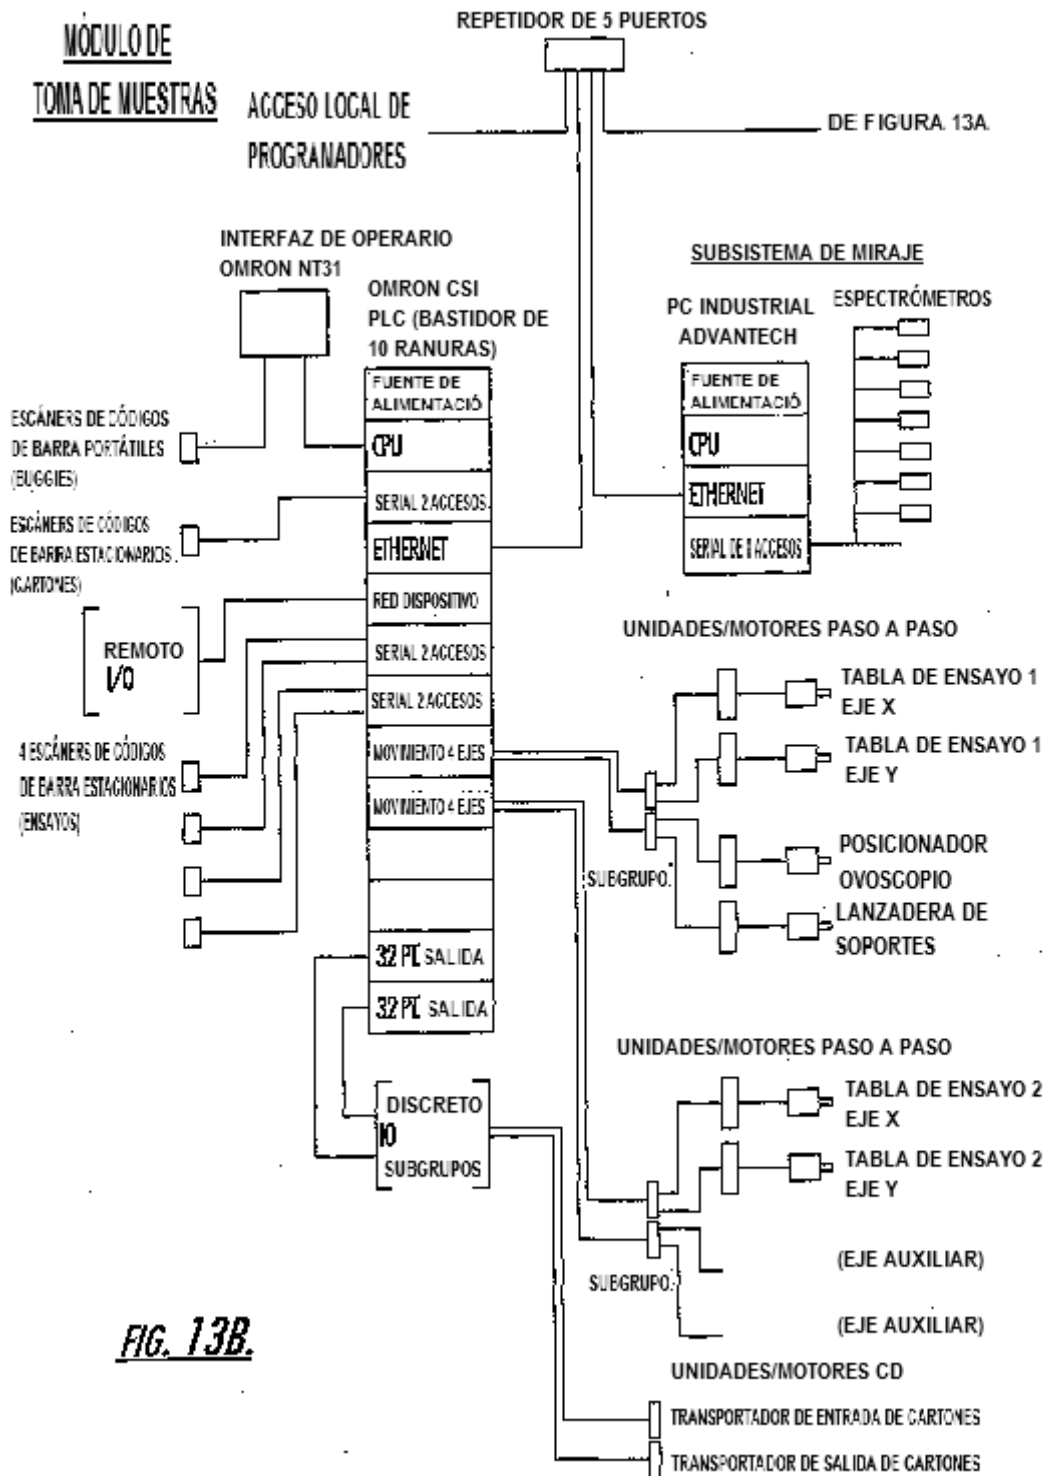 MÓDULO DE
TOMA DE MUESTRAS
REPETIDOR DE 5 PUERTOS
ACCESO LOCAL DE
PROGRAMADORES
DE FIGURA 13A.
INTERFAZ DE OPERARIO
OMRON NT31
OMRON CSI
PLC (BASTIDOR DE
10 RANURAS)
FUENTE DE
ALIMENTACIÓ
CPU
SERIAL 2 ACCESOS
ETHERNET
RED DISPOSITIVO
SERIAL 2 ACCESOS
SERIAL 2 ACCESOS
MOVIMIENTO 4 EJES
MOVIMIENTO 4 EJES
32 PT. SALIDA
32 PT. SALIDA
ESCÁNERS DE CÓDIGOS
DE BARRA PORTÁTILES
(BUGGIES)
ESCÁNERS DE CÓDIGOS
DE BARRA ESTACIONARIOS
(CARTONES)
REMOTO
I/O
4 ESCÁNERS DE CÓDIGOS
DE BARRA ESTACIONARIOS
(ENSAYOS)
DISCRETO
IO
SUBGRUPOS
SUBSISTEMA DE MIRAJE
PC INDUSTRIAL
ADVANTECH
ESPECTRÓMETROS
FUENTE DE
ALIMENTACIÓ
CPU
ETHERNET
SERIAL DE 8 ACCESOS
UNIDADES/MOTORES PASO A PASO
TABLA DE ENSAYO 1
EJE X
TABLA DE ENSAYO 1
EJE Y
SUBGRUPO.
POSICIONADOR
OVOSCOPIO
LANZADERA DE
SOPORTES
UNIDADES/MOTORES PASO A PASO
TABLA DE ENSAYO 2
EJE X
TABLA DE ENSAYO 2
EJE Y
SUBGRUPO.
(EJE AUXILIAR)
(EJE AUXILIAR)
UNIDADES/MOTORES CD
TRANSPORTADOR DE ENTRADA DE CARTONES
TRANSPORTADOR DE SALIDA DE CARTONES
FIG. 13B.